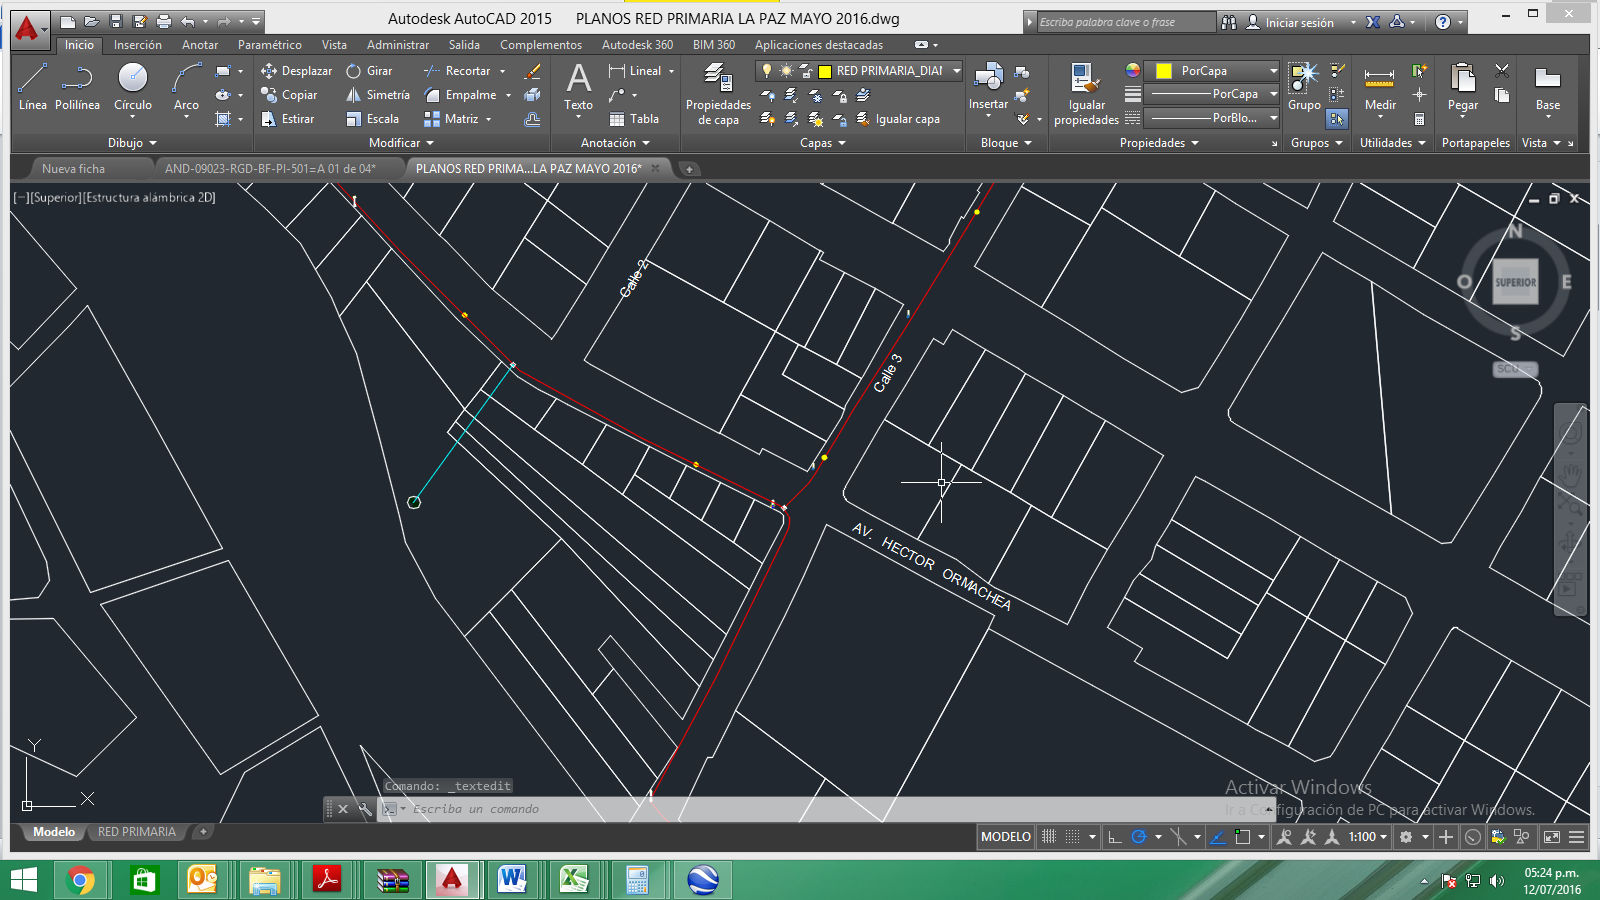 Autodesk AutoCAD 2015 PLANOS RED PRIMARIA LA PAZ MAYO 2016.dwg
Escriba palabra clave o frase
Iniciar sesión
Inicio Inserción Anotar Paramétrico Vista Administrar Salida Complementos Autodesk 360 BIM 360 Aplicaciones destacadas
Línea Polilínea Círculo Arco
Dibujo
Desplazar Girar Recortar
Copiar Simetría Empalme
Estirar Escala Matriz
Modificar
Texto
Lineal
Tabla
Anotación
Propiedades de capa
RED PRIMARIA_DIAM
Igualar capa
Capas
Insertar
Bloque
Igualar propiedades
PorCapa
PorCapa
PorBlo...
Propiedades
Grupo
Grupos
Medir
Utilidades
Pegar
Portapapeles
Base
Vista
Nueva ficha
AND-09023-RGD-BF-PI-501=A 01 de 04*
PLANOS RED PRIMA...LA PAZ MAYO 2016*
[−][Superior][Estructura alámbrica 2D]
N
O SUPERIOR E
S
SCU
Calle 2
Calle 3
AV. HECTOR ORMACHEA
Y
X
Comando: _textedit
Escriba un comando
Activar Windows
Ir a Configuración de PC para activar Windows.
Modelo RED PRIMARIA
MODELO
1:100
05:24 p.m.
12/07/2016